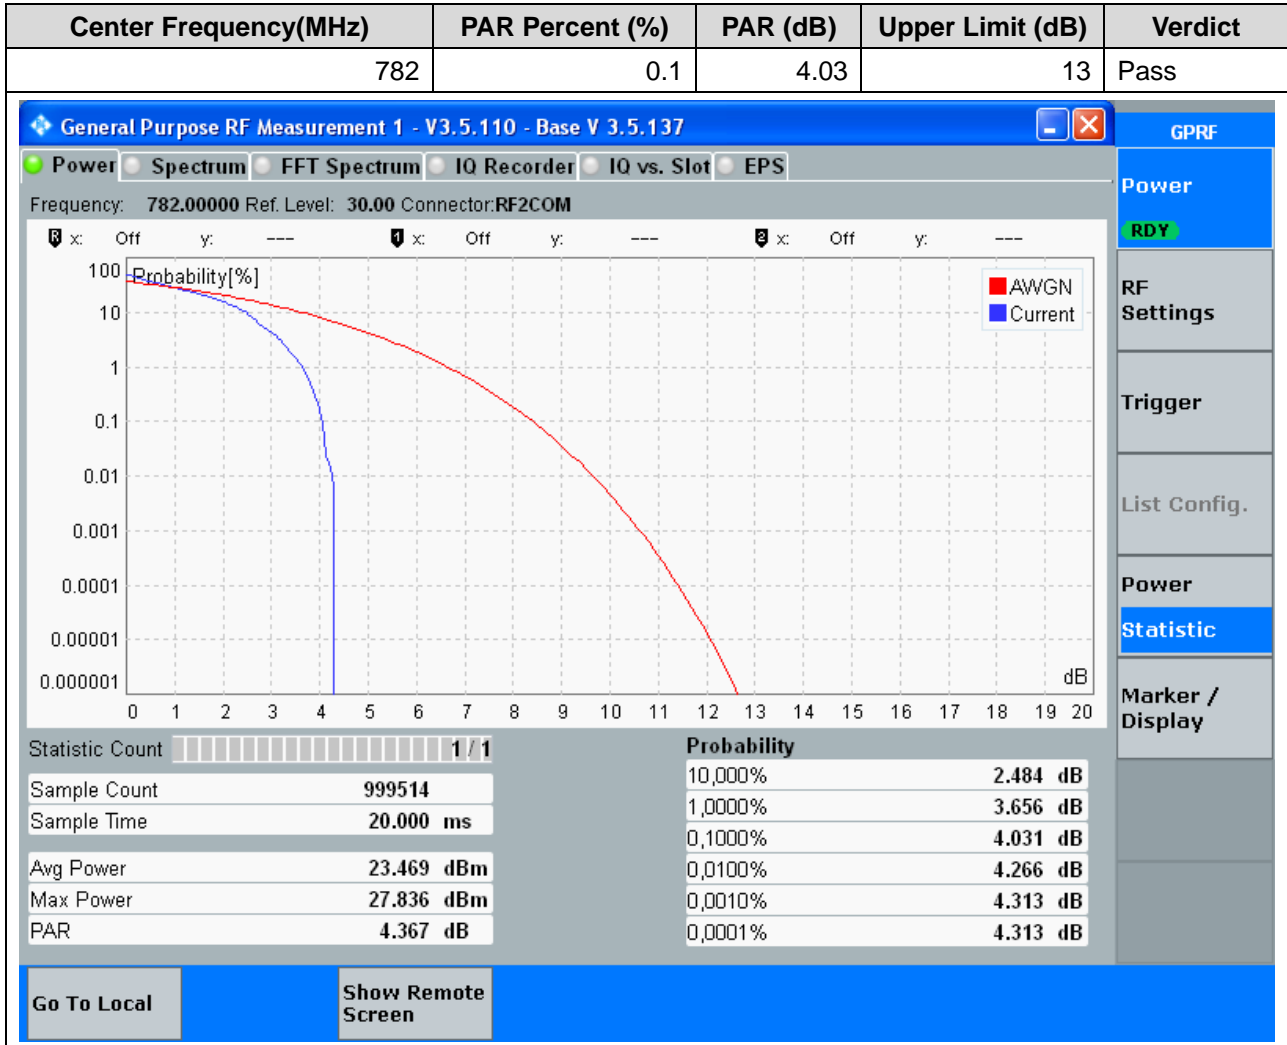 Center Frequency(MHz) PAR Percent (%) PAR (dB) Upper Limit (dB) Verdict
782 0.1 4.03 13 Pass
General Purpose RF Measurement 1 - V3.5.110 - Base V 3.5.137
GPRF
Power Spectrum FFT Spectrum IQ Recorder IQ vs. Slot EPS
Power
RDY
Frequency: 782.00000 Ref. Level: 30.00 Connector:RF2COM
R x: Off y: --- 1 x: Off y: --- 2 x: Off y: ---
Probability[%]
AWGN
Current
100
10
1
0.1
0.01
0.001
0.0001
0.00001
0.000001
dB
0 1 2 3 4 5 6 7 8 9 10 11 12 13 14 15 16 17 18 19 20
RF
Settings
Trigger
List Config.
Power
Statistic
Marker /
Display
Statistic Count 1 / 1
Sample Count 999514
Sample Time 20.000 ms
Avg Power 23.469 dBm
Max Power 27.836 dBm
PAR 4.367 dB
Probability
10,000% 2.484 dB
1,0000% 3.656 dB
0,1000% 4.031 dB
0,0100% 4.266 dB
0,0010% 4.313 dB
0,0001% 4.313 dB
Go To Local
Show Remote
Screen